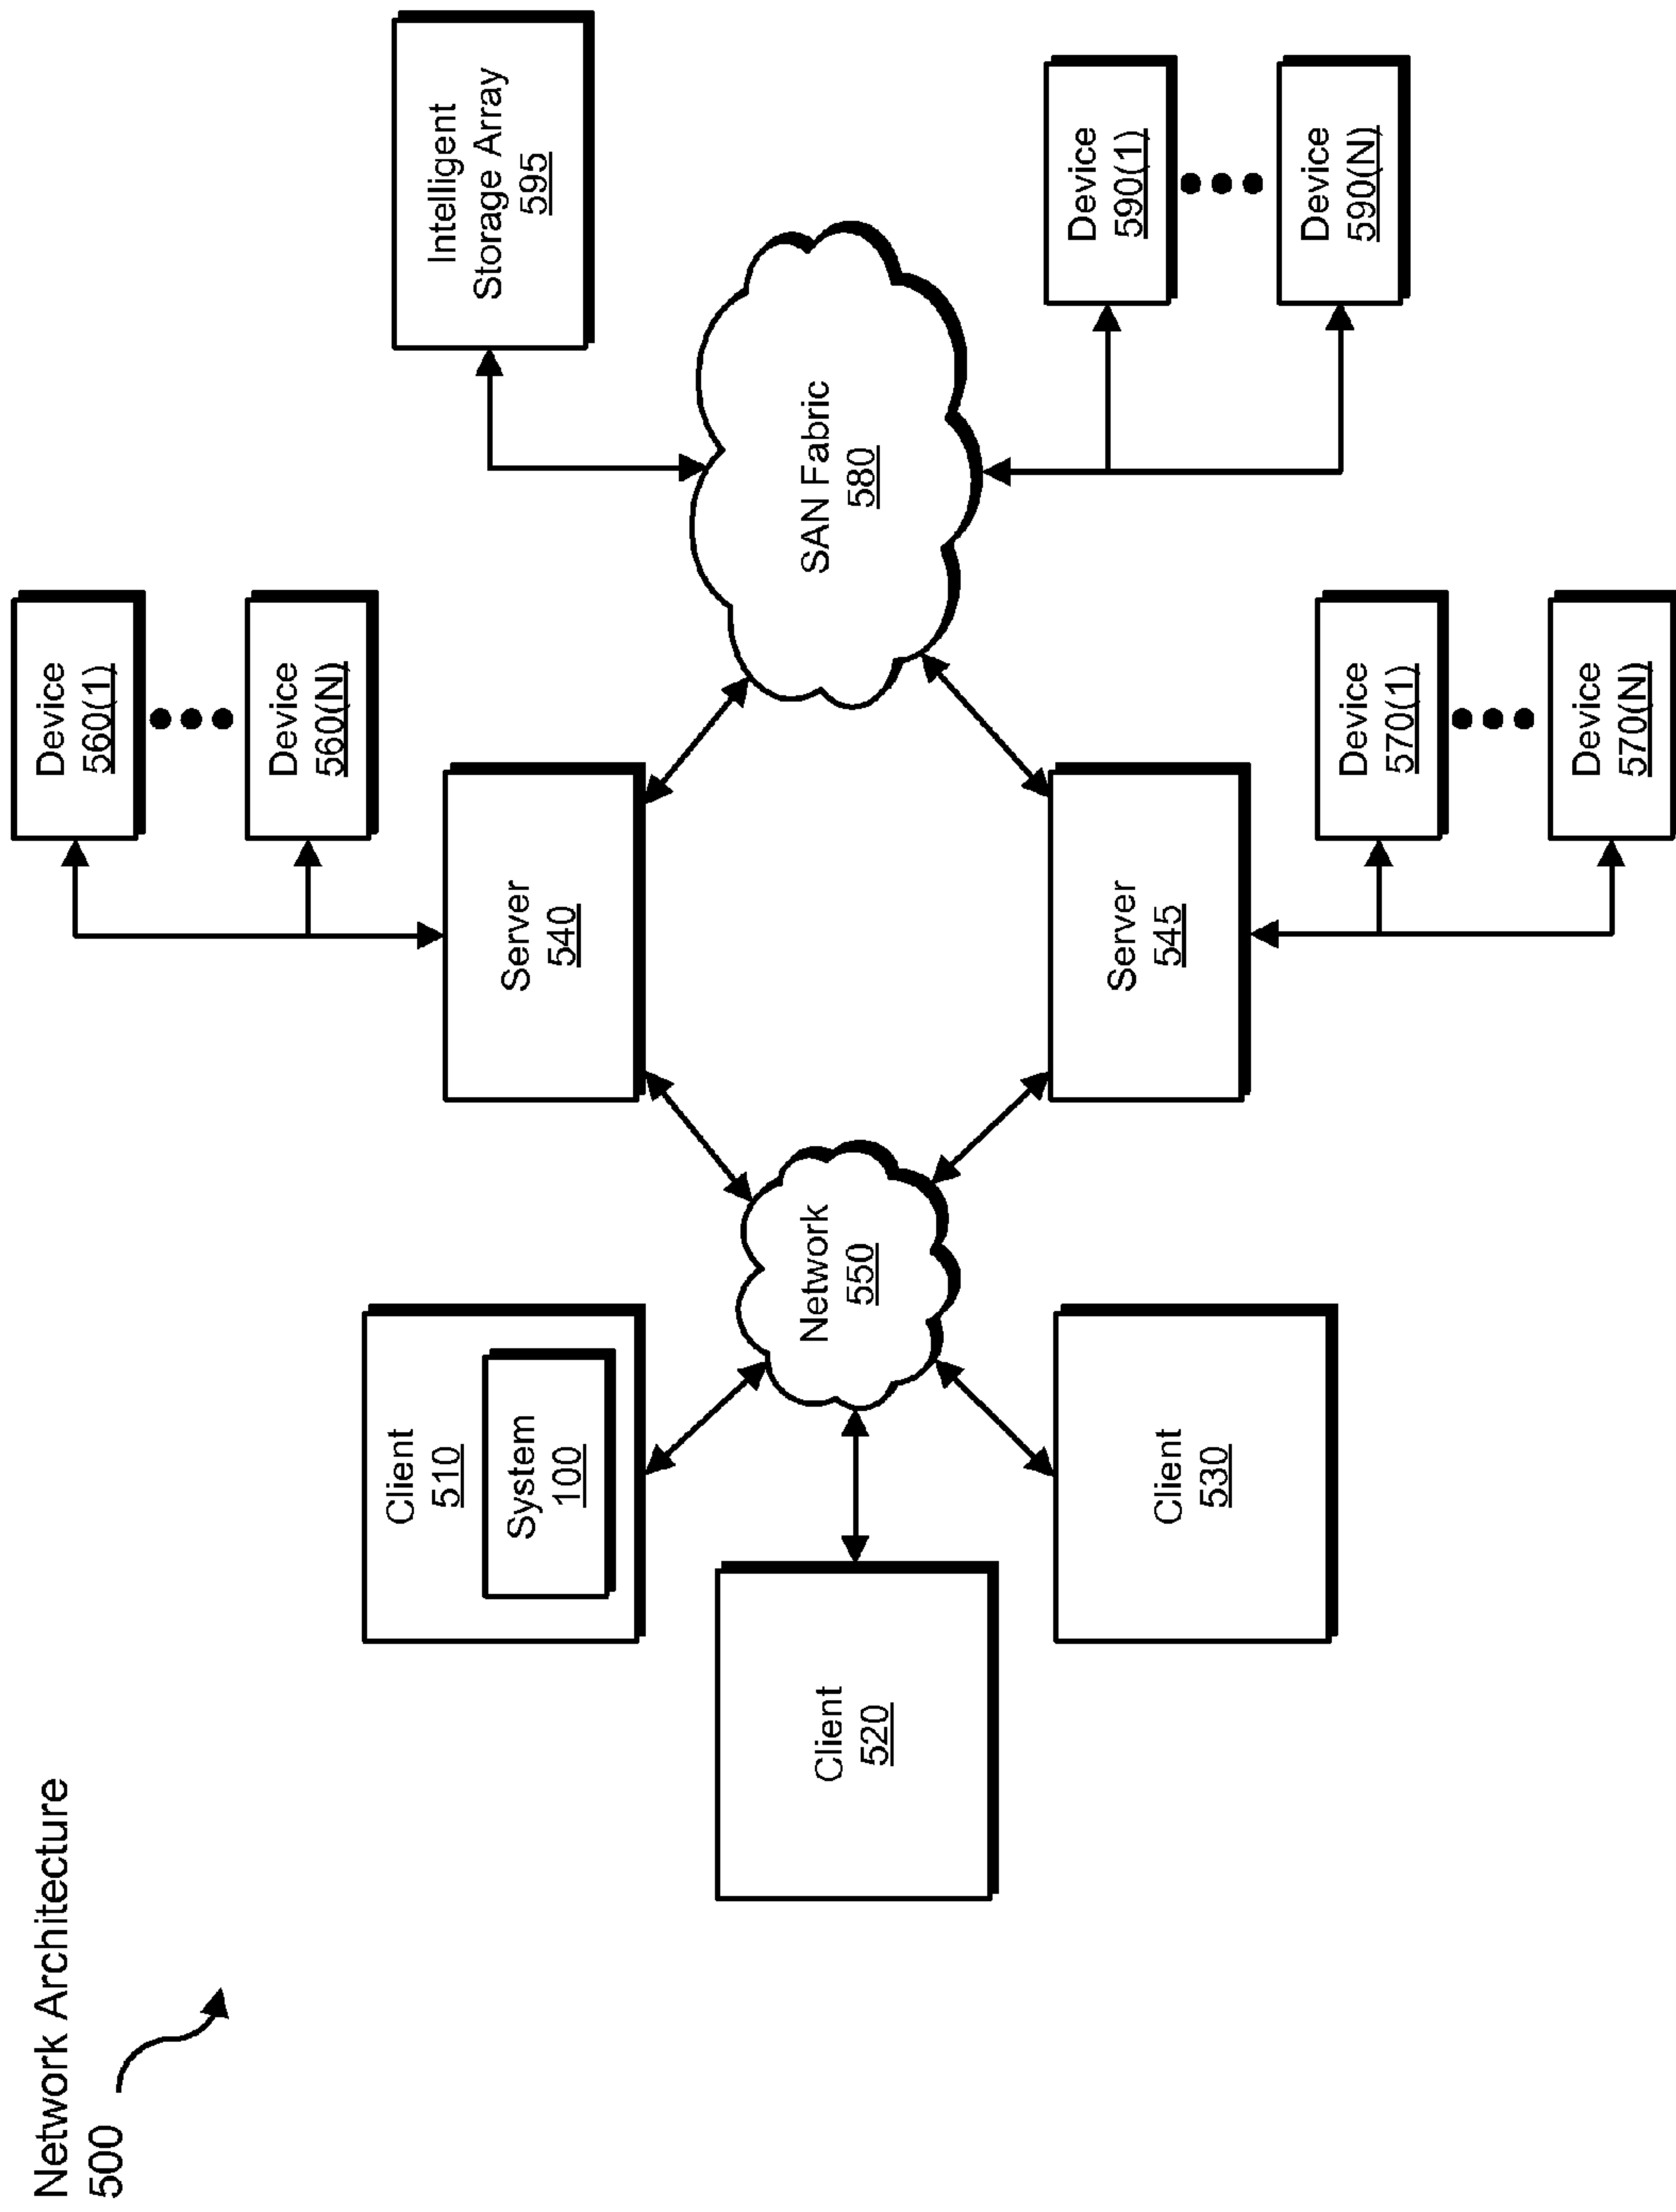 Network Architecture
500
Client
510
System
100
Client
520
Client
530
Network
550
Server
540
Server
545
Device
560(1)
Device
560(N)
Device
570(1)
Device
570(N)
SAN Fabric
580
Intelligent
Storage Array
595
Device
590(1)
Device
590(N)